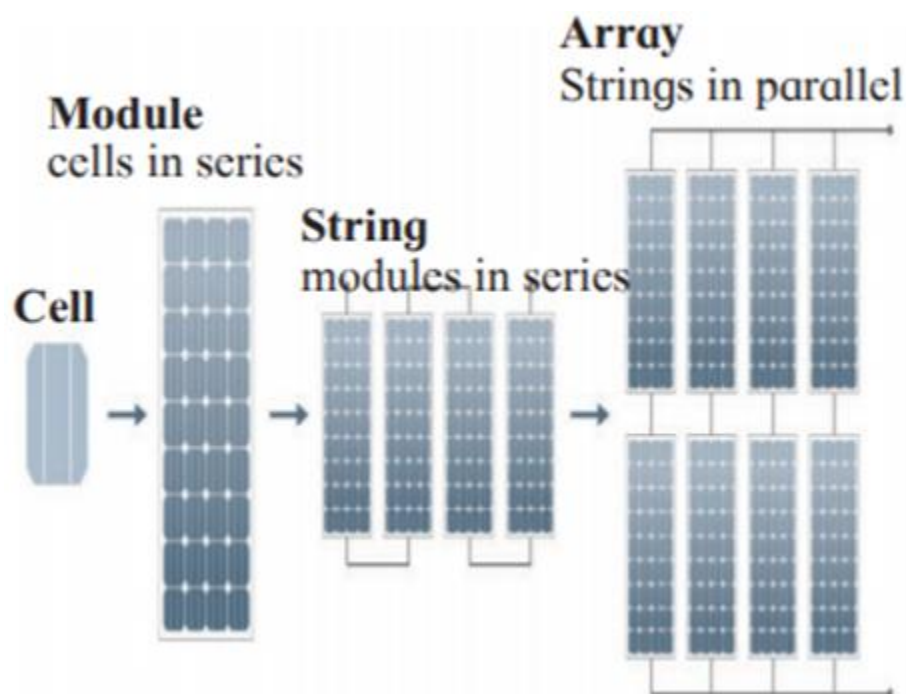 Cell
Module
cells in series
String
modules in series
Array
Strings in parallel